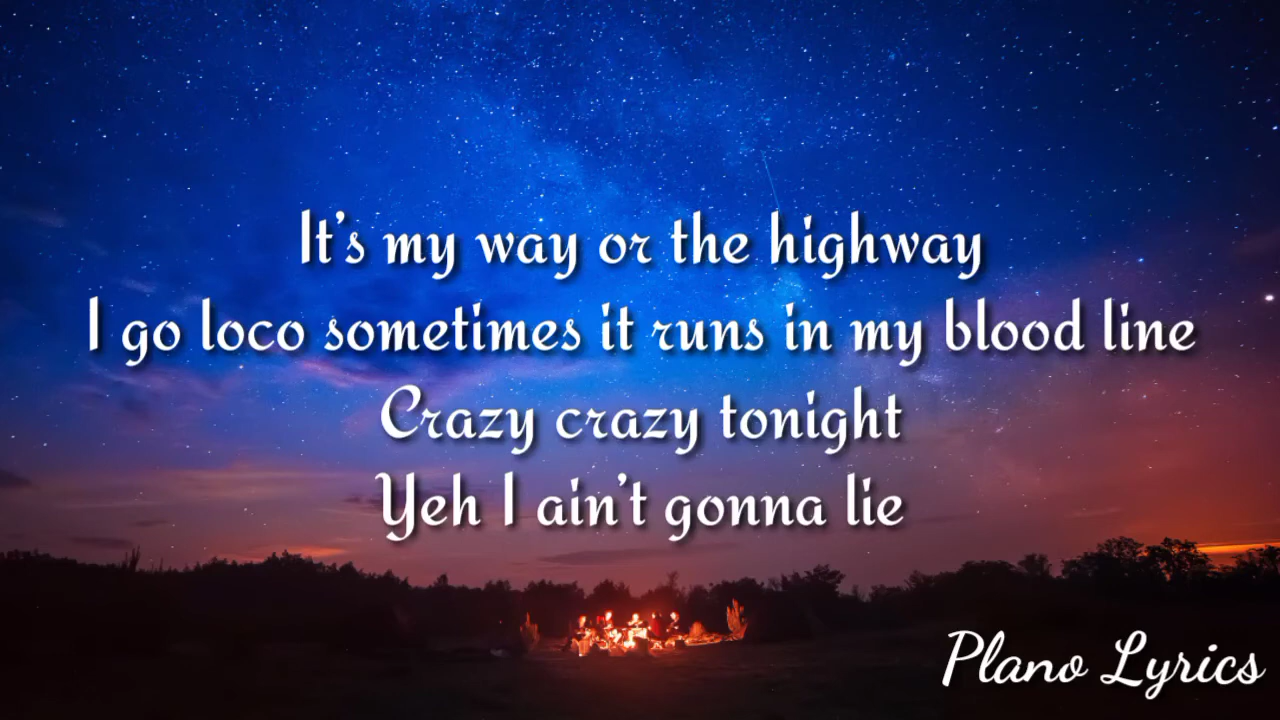 It's my way or the highway
I go loco sometimes it runs in my blood line
Crazy crazy tonight
Yeh I ain't gonna lie
Plano Lyrics